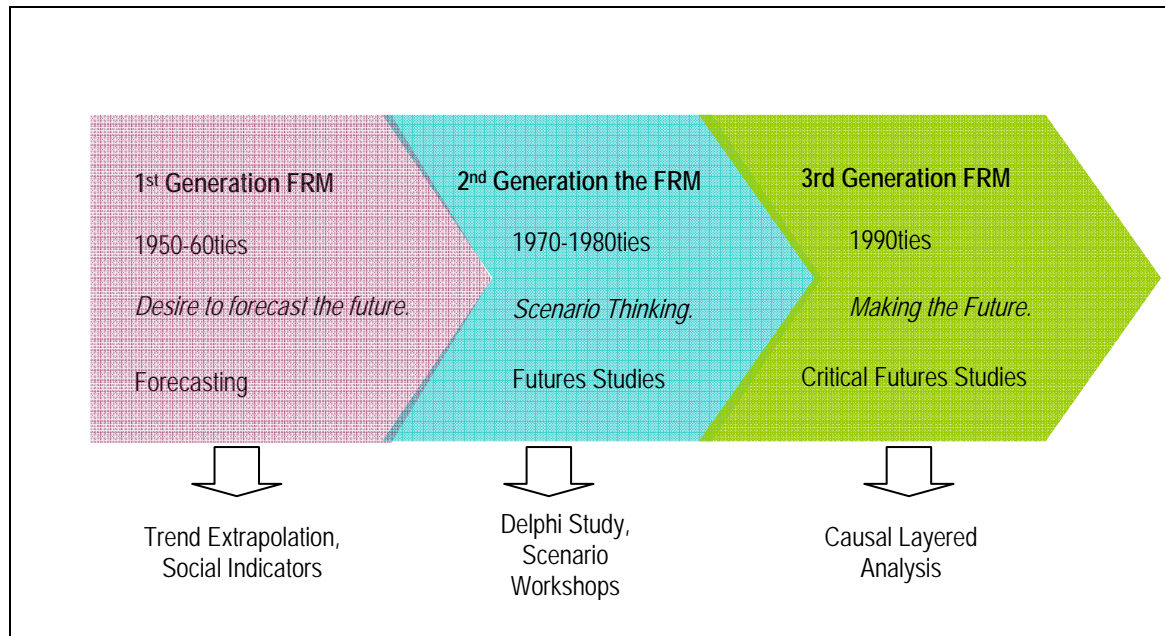 1st Generation FRM
1950-60ties
Desire to forecast the future.
Forecasting
2nd Generation the FRM
1970-1980ties
Scenario Thinking.
Futures Studies
3rd Generation FRM
1990ties
Making the Future.
Critical Futures Studies
Trend Extrapolation,
Social Indicators
Delphi Study,
Scenario
Workshops
Causal Layered
Analysis